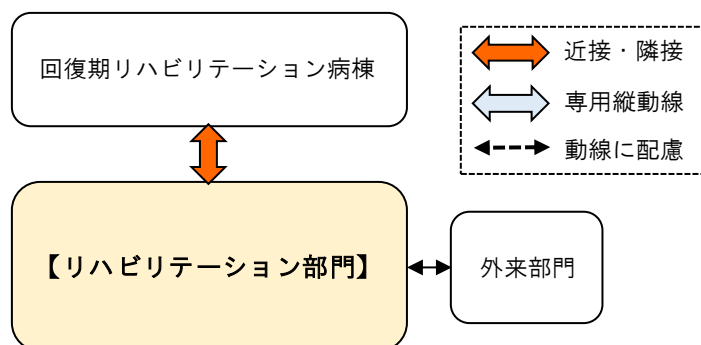 回復期リハビリテーション病棟
近接・隣接
専用縦動線
動線に配慮
【リハビリテーション部門】
外来部門